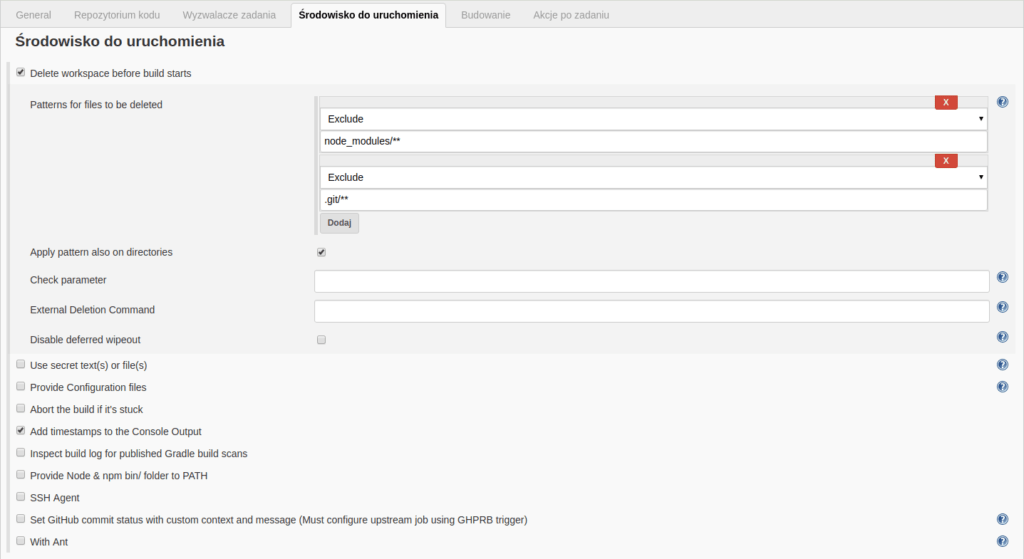 General Repozytorium kodu Wyzwalacze zadania Środowisko do uruchomienia Budowanie Akcje po zadaniu
Środowisko do uruchomienia
Delete workspace before build starts
Patterns for files to be deleted
X
Exclude
node_modules/**
X
Exclude
.git/**
Dodaj
Apply pattern also on directories
Check parameter
External Deletion Command
Disable deferred wipeout
Use secret text(s) or file(s)
Provide Configuration files
Abort the build if it's stuck
Add timestamps to the Console Output
Inspect build log for published Gradle build scans
Provide Node & npm bin/ folder to PATH
SSH Agent
Set GitHub commit status with custom context and message (Must configure upstream job using GHPRB trigger)
With Ant